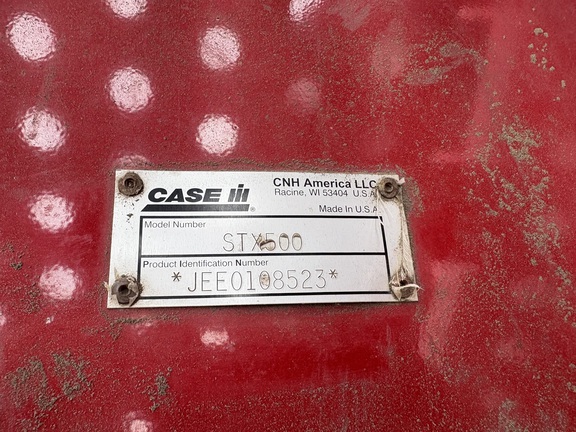 CASE IH
CNH America LLC
Racine, WI 53404 U.S.A.
Made in U.S.A.
Model Number
STX500
Product Identification Number
*JEE0108523*